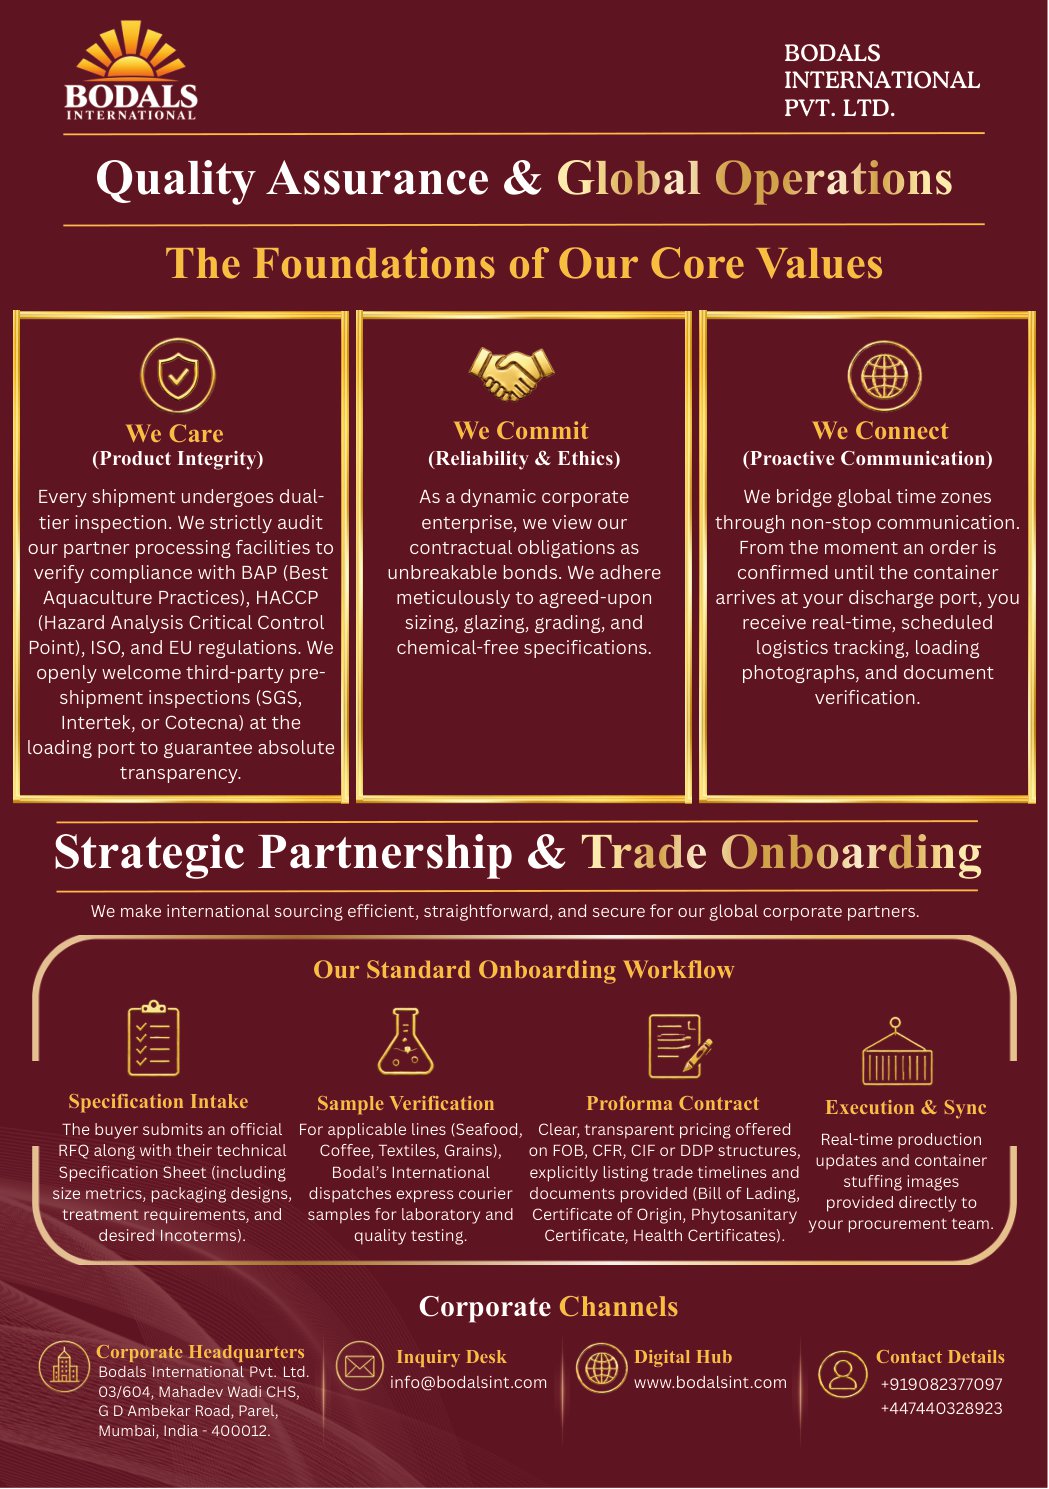 BODALS
INTERNATIONAL
BODALS
INTERNATIONAL
PVT. LTD.
Quality Assurance & Global Operations
The Foundations of Our Core Values
We Care
(Product Integrity)
Every shipment undergoes dual-
tier inspection. We strictly audit
our partner processing facilities to
verify compliance with BAP (Best
Aquaculture Practices), HACCP
(Hazard Analysis Critical Control
Point), ISO, and EU regulations. We
openly welcome third-party pre-
shipment inspections (SGS,
Intertek, or Cotecna) at the
loading port to guarantee absolute
transparency.
We Commit
(Reliability & Ethics)
As a dynamic corporate
enterprise, we view our
contractual obligations as
unbreakable bonds. We adhere
meticulously to agreed-upon
sizing, glazing, grading, and
chemical-free specifications.
We Connect
(Proactive Communication)
We bridge global time zones
through non-stop communication.
From the moment an order is
confirmed until the container
arrives at your discharge port, you
receive real-time, scheduled
logistics tracking, loading
photographs, and document
verification.
Strategic Partnership & Trade Onboarding
We make international sourcing efficient, straightforward, and secure for our global corporate partners.
Our Standard Onboarding Workflow
Specification Intake
The buyer submits an official
RFQ along with their technical
Specification Sheet (including
size metrics, packaging designs,
treatment requirements, and
desired Incoterms).
Sample Verification
For applicable lines (Seafood,
Coffee, Textiles, Grains),
Bodal's International
dispatches express courier
samples for laboratory and
quality testing.
Proforma Contract
Clear, transparent pricing offered
on FOB, CFR, CIF or DDP structures,
explicitly listing trade timelines and
documents provided (Bill of Lading,
Certificate of Origin, Phytosanitary
Certificate, Health Certificates).
Execution & Sync
Real-time production
updates and container
stuffing images
provided directly to
your procurement team.
Corporate Channels
Corporate Headquarters
Bodals International Pvt. Ltd.
03/604, Mahadev Wadi CHS,
G D Ambekar Road, Parel,
Mumbai, India - 400012.
Inquiry Desk
info@bodalsint.com
Digital Hub
www.bodalsint.com
Contact Details
+919082377097
+447440328923